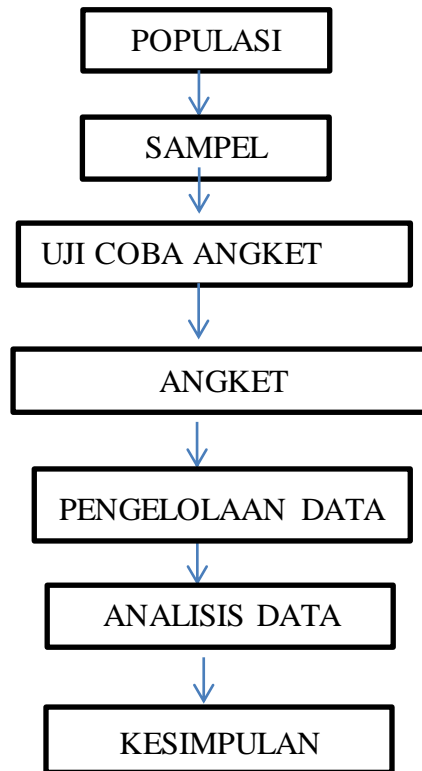 POPULASI
SAMPEL
UJI COBA ANGKET
ANGKET
PENGELOLAAN DATA
ANALISIS DATA
KESIMPULAN